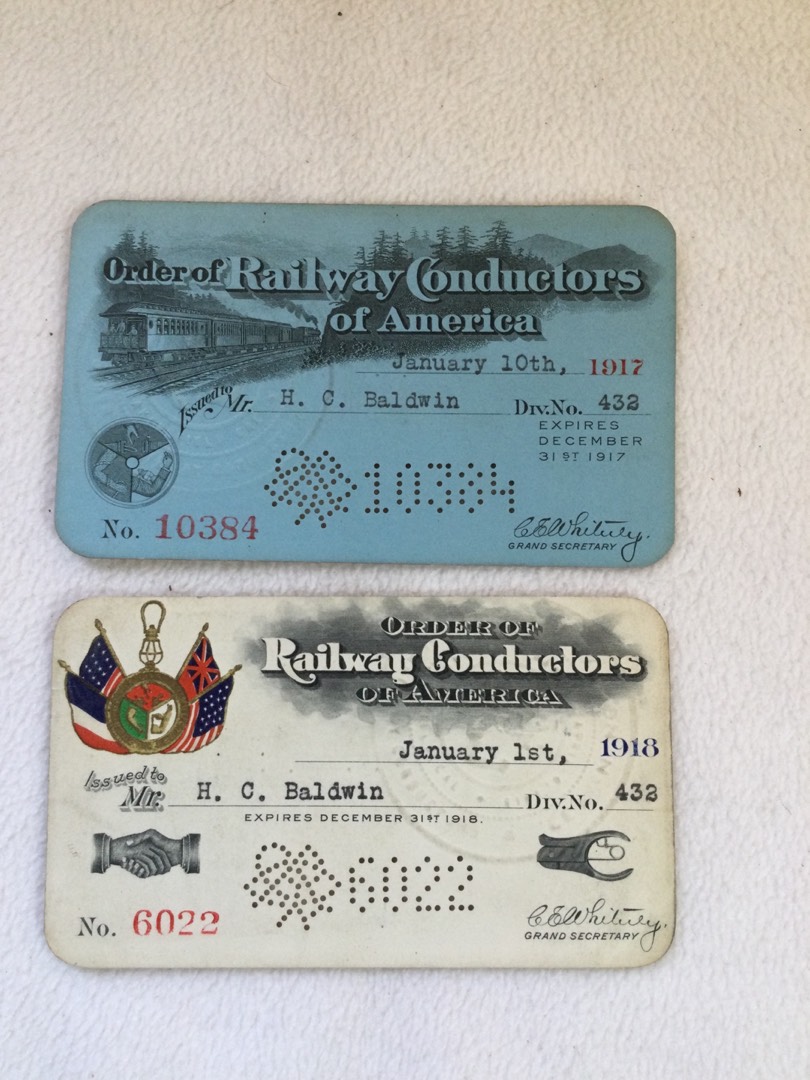 Order of Railway Conductors
of America
January 10th, 1917
Issued to Mr. H. C. Baldwin Div. No. 432
EXPIRES
DECEMBER
31ST 1917
10384
No. 10384
C E Whitney.
GRAND SECRETARY
ORDER OF
Railway Conductors
OF AMERICA
January 1st, 1918
Issued to
Mr. H. C. Baldwin Div. No. 432
EXPIRES DECEMBER 31ST 1918.
6022
No. 6022
C E Whitney.
GRAND SECRETARY